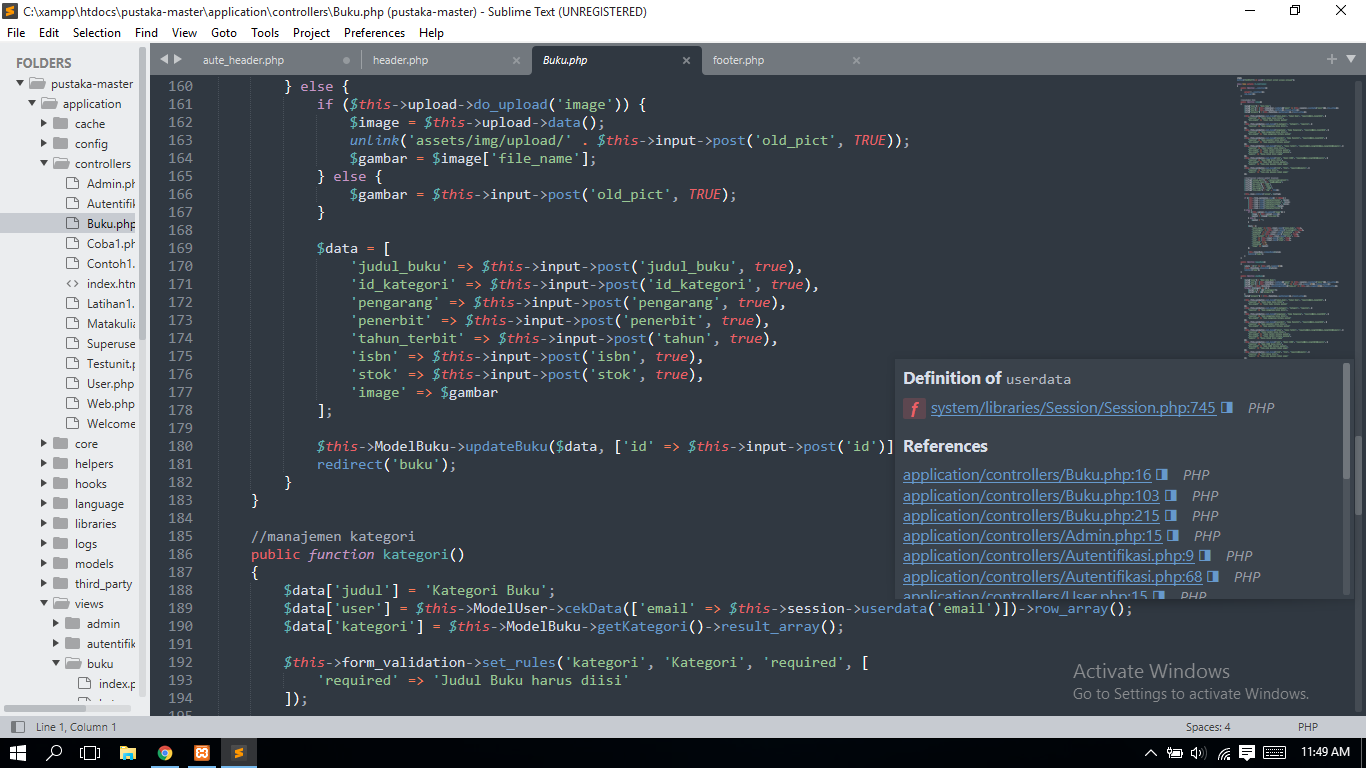 C:\xampp\htdocs\pustaka-master\application\controllers\Buku.php (pustaka-master) - Sublime Text (UNREGISTERED)
File Edit Selection Find View Goto Tools Project Preferences Help
FOLDERS
pustaka-master
application
cache
config
controllers
Admin.ph
Autentifik
Buku.php
Coba1.ph
Contoh1.
index.htm
Latihan1.
Matakulia
Superuse
Testunit.p
User.php
Web.php
Welcome
core
helpers
hooks
language
libraries
logs
models
third_party
views
admin
autentifik
buku
index.p
aute_header.php header.php Buku.php footer.php
160 } else {
161 if ($this->upload->do_upload('image')) {
162 $image = $this->upload->data();
163 unlink('assets/img/upload/' . $this->input->post('old_pict', TRUE));
164 $gambar = $image['file_name'];
165 } else {
166 $gambar = $this->input->post('old_pict', TRUE);
167 }
168
169 $data = [
170 'judul_buku' => $this->input->post('judul_buku', true),
171 'id_kategori' => $this->input->post('id_kategori', true),
172 'pengarang' => $this->input->post('pengarang', true),
173 'penerbit' => $this->input->post('penerbit', true),
174 'tahun_terbit' => $this->input->post('tahun', true),
175 'isbn' => $this->input->post('isbn', true),
176 'stok' => $this->input->post('stok', true),
177 'image' => $gambar
178 ];
179
180 $this->ModelBuku->updateBuku($data, ['id' => $this->input->post('id')]
181 redirect('buku');
182 }
183 }
184
185 //manajemen kategori
186 public function kategori()
187 {
188 $data['judul'] = 'Kategori Buku';
189 $data['user'] = $this->ModelUser->cekData(['email' => $this->session->userdata('email')])->row_array();
190 $data['kategori'] = $this->ModelBuku->getKategori()->result_array();
191
192 $this->form_validation->set_rules('kategori', 'Kategori', 'required', [
193 'required' => 'Judul Buku harus diisi'
194 ]);
195
Definition of userdata
f system/libraries/Session/Session.php:745 PHP
References
application/controllers/Buku.php:16 PHP
application/controllers/Buku.php:103 PHP
application/controllers/Buku.php:215 PHP
application/controllers/Admin.php:15 PHP
application/controllers/Autentifikasi.php:9 PHP
application/controllers/Autentifikasi.php:68 PHP
application/controllers/User.php:15 PHP
Activate Windows
Go to Settings to activate Windows.
Line 1, Column 1 Spaces: 4 PHP
11:49 AM